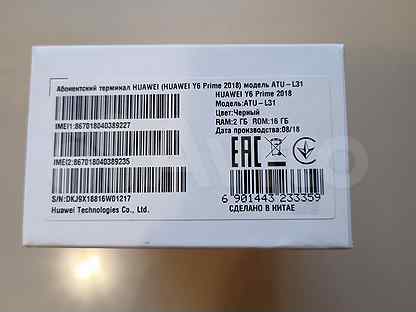 Абонентский терминал HUAWEI (HUAWEI Y6 Prime 2018) модель ATU-L31
HUAWEI Y6 Prime 2018
Модель:ATU-L31
Цвет:Черный
RAM:2 ГБ ROM:16 ГБ
Дата производства:08/18
IMEI1:867018040389227
IMEI2:867018040389235
S/N:DKJ9X18816W01217
Huawei Technologies Co., Ltd.
EAC
6 901443 233359
СДЕЛАНО В КИТАЕ
Avito